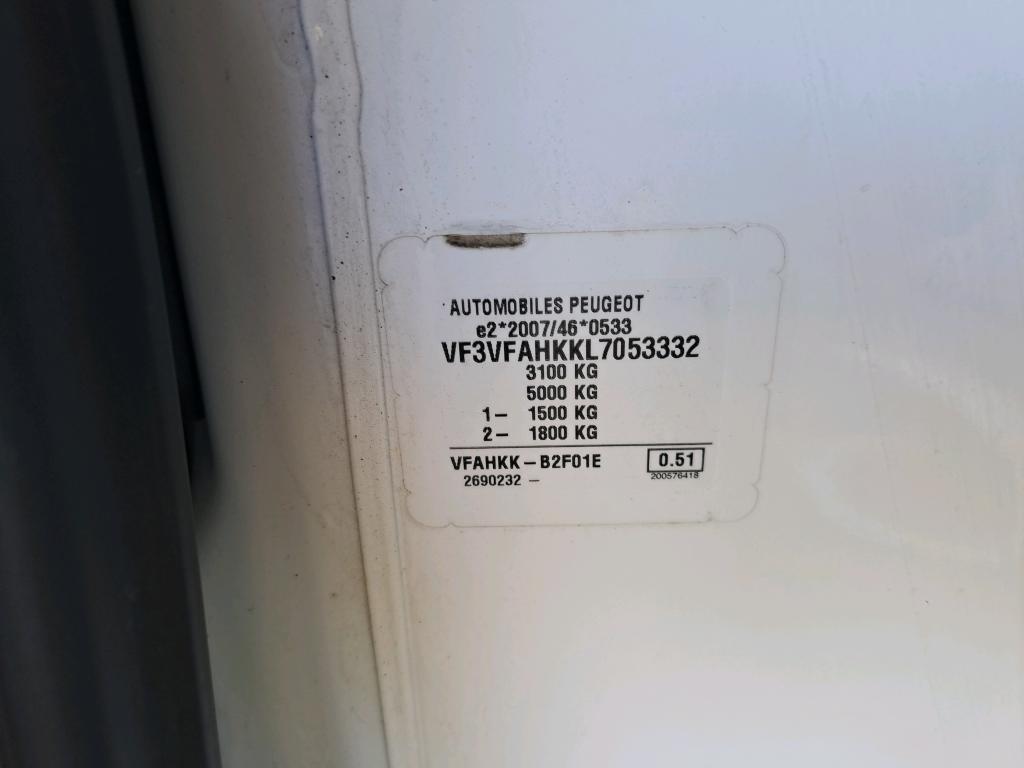 AUTOMOBILES PEUGEOT
e2*2007/46*0533
VF3VFAHKKL7053332
3100 KG
5000 KG
1– 1500 KG
2– 1800 KG
VFAHKK – B2F01E 0.51
2690232 – 200576418